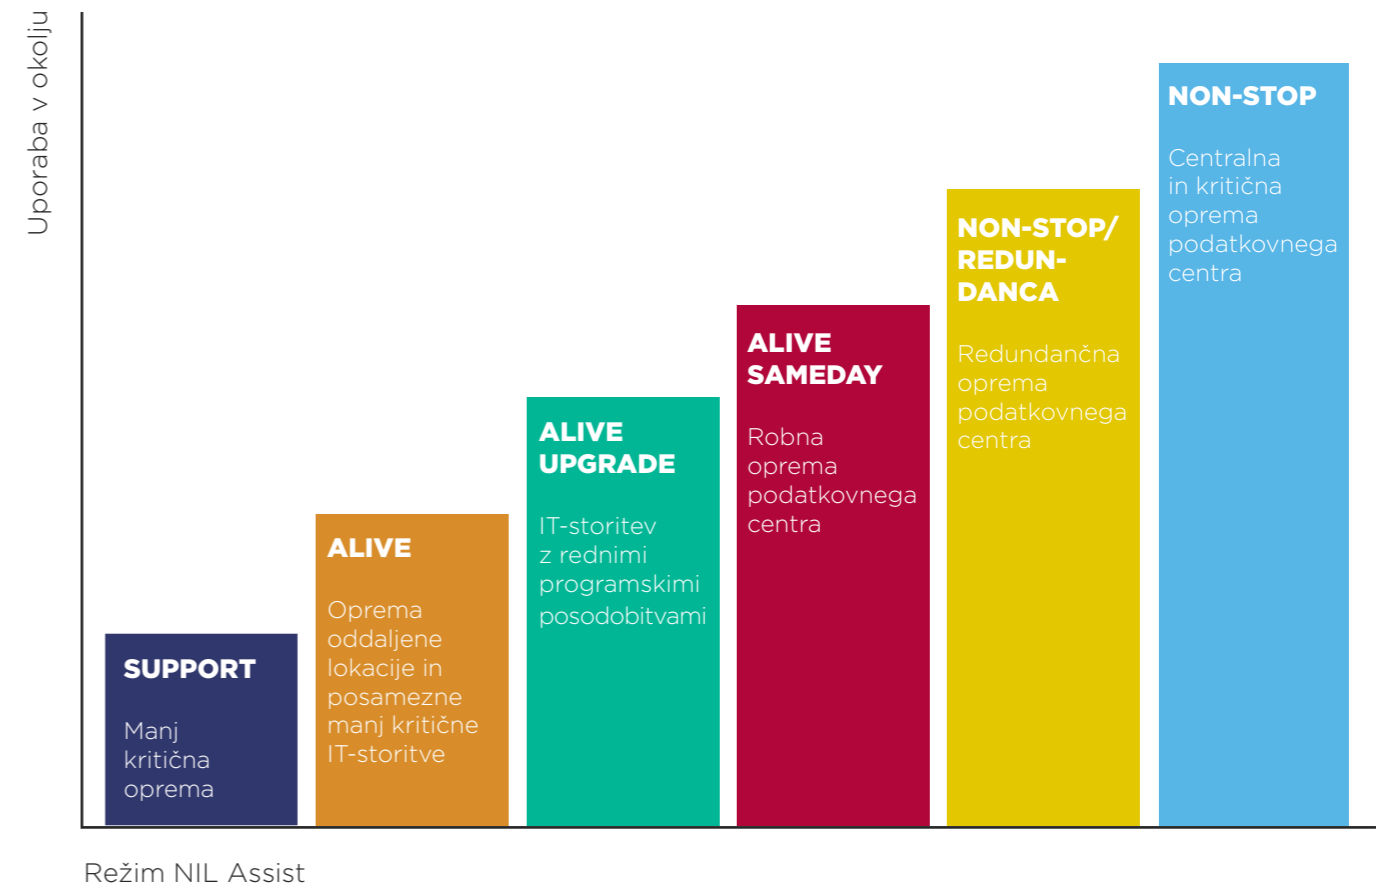 Uporaba v okolju
SUPPORT
Manj
kritična
oprema
ALIVE
Oprema
oddaljene
lokacije in
posamezne
manj kritične
IT-storitve
ALIVE
UPGRADE
IT-storitev
z rednimi
programskimi
posodobitvami
ALIVE
SAMEDAY
Robna
oprema
podatkovnega
centra
NON-STOP/
REDUN-
DANCA
Redundančna
oprema
podatkovnega
centra
NON-STOP
Centralna
in kritična
oprema
podatkovnega
centra
Režim NIL Assist